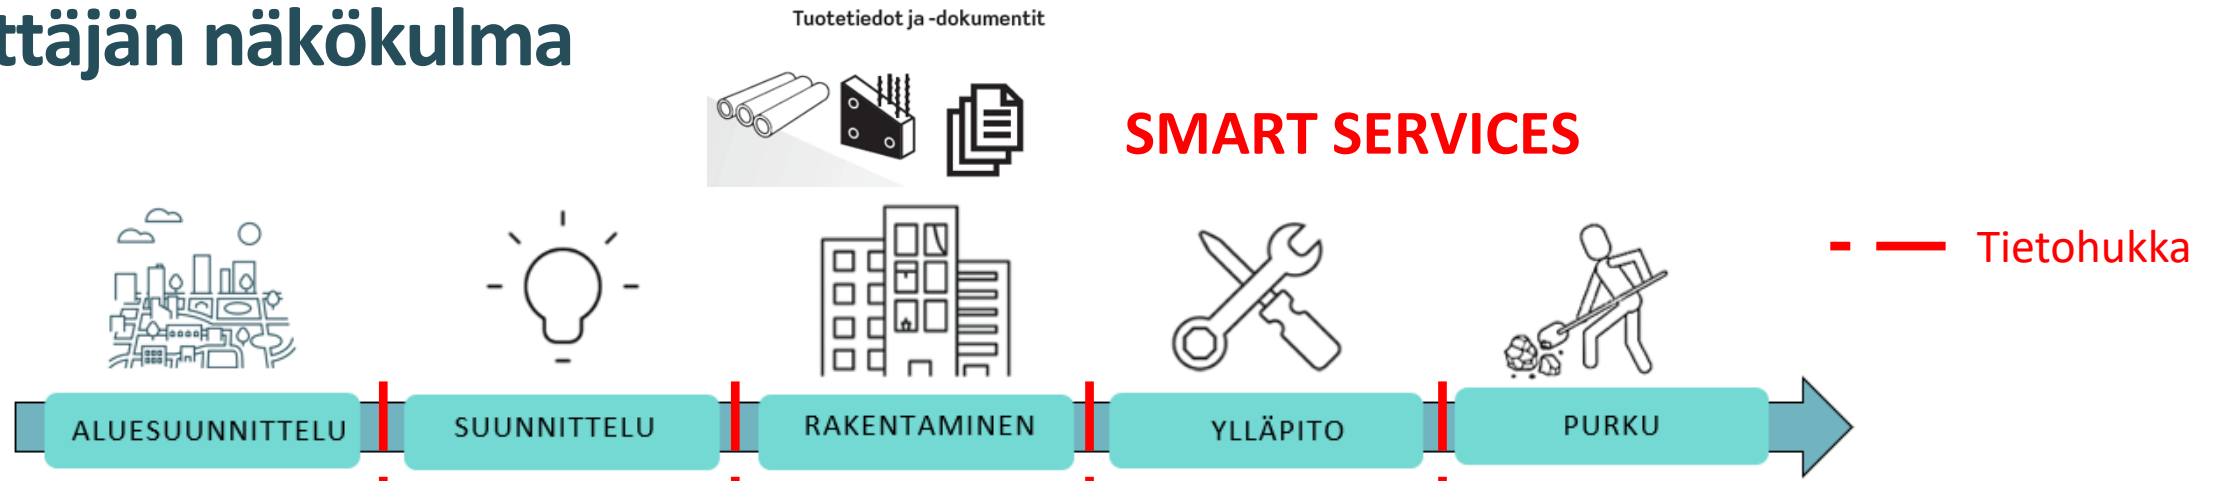 ttäjän näkökulma
Tuotetiedot ja -dokumentit
SMART SERVICES
Tietohukka
ALUESUUNNITTELU
SUUNNITTELU
RAKENTAMINEN
YLLÄPITO
PURKU